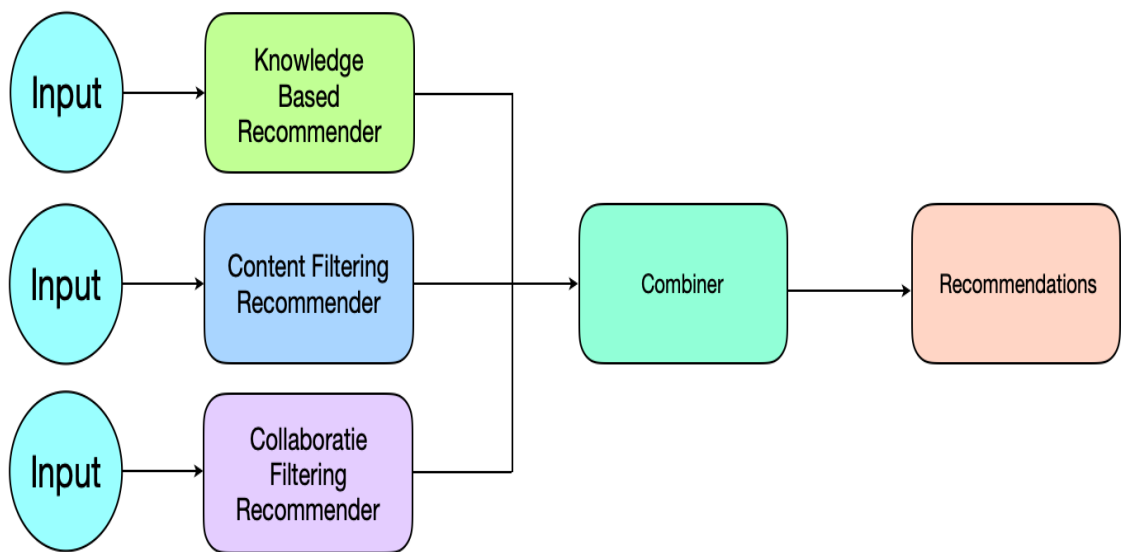 Input
Knowledge
Based
Recommender
Input
Content Filtering
Recommender
Combiner
Recommendations
Input
Collaboratie
Filtering
Recommender